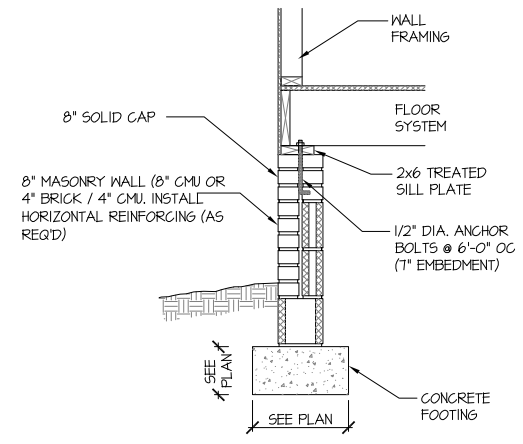 WALL
FRAMING
FLOOR
SYSTEM
8" SOLID CAP
2x6 TREATED
SILL PLATE
8" MASONRY WALL (8" CMU OR
4" BRICK / 4" CMU. INSTALL
HORIZONTAL REINFORCING (AS
REQ'D)
1/2" DIA. ANCHOR
BOLTS @ 6'-0" OC
(7" EMBEDMENT)
SEE
PLAN
SEE PLAN
CONCRETE
FOOTING